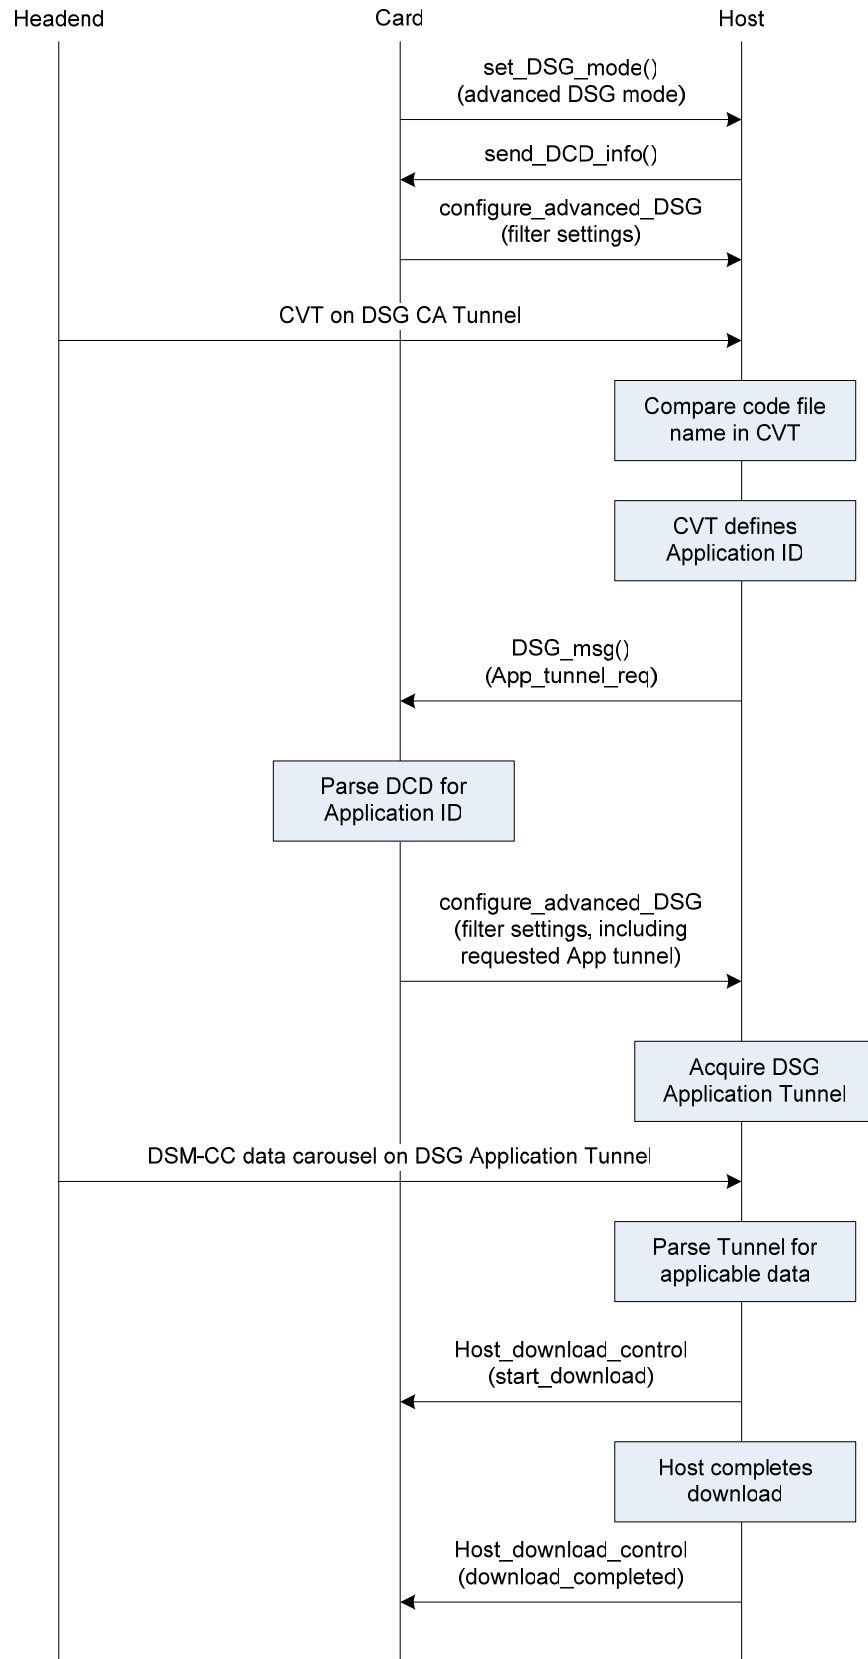 Headend
Card
Host
set_DSG_mode()
(advanced DSG mode)
send_DCD_info()
configure_advanced_DSG
(filter settings)
CVT on DSG CA Tunnel
Compare code file
name in CVT
CVT defines
Application ID
DSG_msg()
(App_tunnel_req)
Parse DCD for
Application ID
configure_advanced_DSG
(filter settings, including
requested App tunnel)
Acquire DSG
Application Tunnel
DSM-CC data carousel on DSG Application Tunnel
Parse Tunnel for
applicable data
Host_download_control
(start_download)
Host completes
download
Host_download_control
(download_completed)